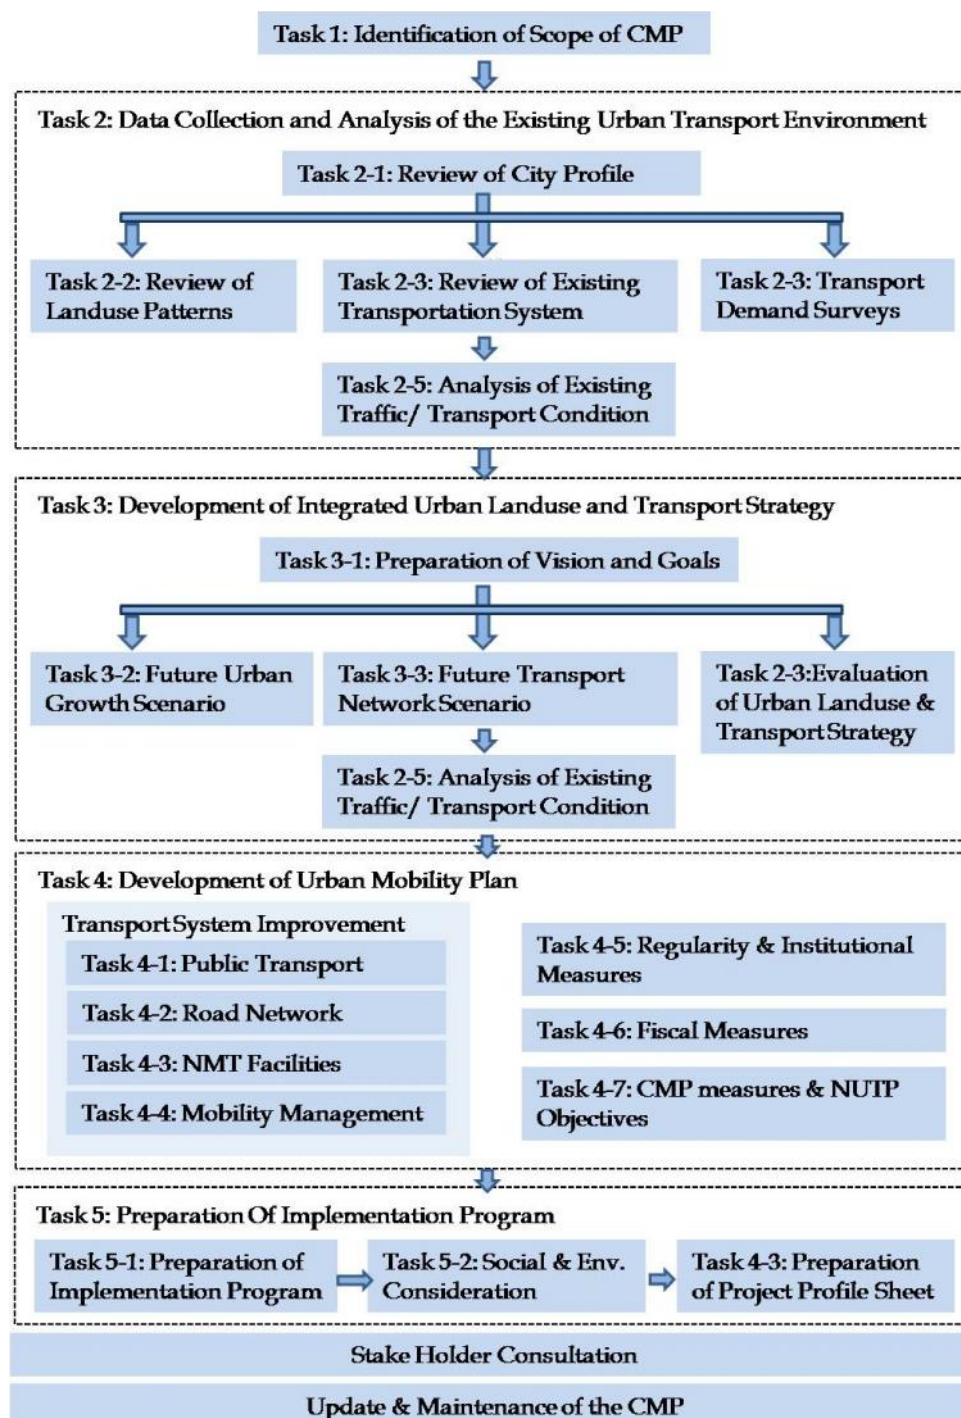 Task 1: Identification of Scope of CMP
Task 2: Data Collection and Analysis of the Existing Urban Transport Environment
Task 2-1: Review of City Profile
Task 2-2: Review of
Landuse Patterns
Task 2-3: Review of Existing
Transportation System
Task 2-3: Transport
Demand Surveys
Task 2-5: Analysis of Existing
Traffic/ Transport Condition
Task 3: Development of Integrated Urban Landuse and Transport Strategy
Task 3-1: Preparation of Vision and Goals
Task 3-2: Future Urban
Growth Scenario
Task 3-3: Future Transport
Network Scenario
Task 2-3:Evaluation
of Urban Landuse &
Transport Strategy
Task 2-5: Analysis of Existing
Traffic/ Transport Condition
Task 4: Development of Urban Mobility Plan
Transport System Improvement
Task 4-1: Public Transport
Task 4-2: Road Network
Task 4-3: NMT Facilities
Task 4-4: Mobility Management
Task 4-5: Regularity & Institutional
Measures
Task 4-6: Fiscal Measures
Task 4-7: CMP measures & NUTP
Objectives
Task 5: Preparation Of Implementation Program
Task 5-1: Preparation of
Implementation Program
Task 5-2: Social & Env.
Consideration
Task 4-3: Preparation
of Project Profile Sheet
Stake Holder Consultation
Update & Maintenance of the CMP